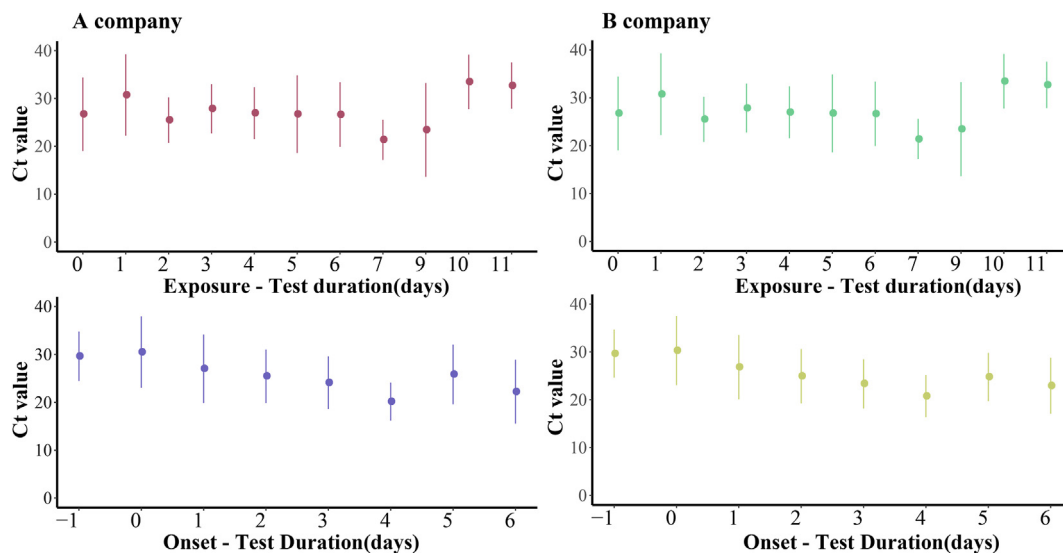 A company
B company
Ct value
40
30
20
10
0
0 1 2 3 4 5 6 7 9 10 11
Exposure - Test duration(days)
Ct value
40
30
20
10
0
0 1 2 3 4 5 6 7 9 10 11
Exposure - Test duration(days)
Ct value
40
30
20
10
0
−1 0 1 2 3 4 5 6
Onset - Test Duration(days)
Ct value
40
30
20
10
0
−1 0 1 2 3 4 5 6
Onset - Test Duration(days)